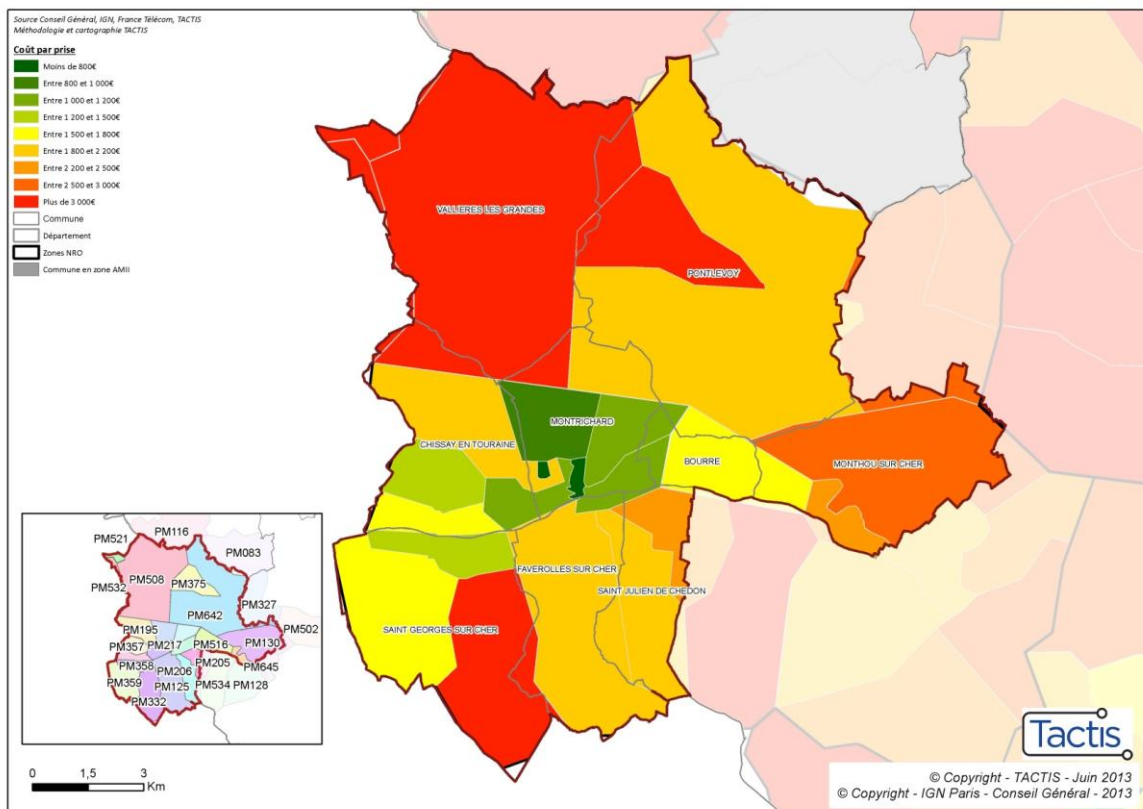 Source Conseil Général, IGN, France Télécom, TACTIS
Méthodologie et cartographie TACTIS
Coût par prise
Moins de 800€
Entre 800 et 1 000€
Entre 1 000 et 1 200€
Entre 1 200 et 1 500€
Entre 1 500 et 1 800€
Entre 1 800 et 2 200€
Entre 2 200 et 2 500€
Entre 2 500 et 3 000€
Plus de 3 000€
Commune
Département
Zones NRO
Commune en zone AMII
VALLIERES LES GRANDES
PONTLEVOY
MONTRICHARD
CHISSAY EN TOURAINE
BOURRE
MONTHOU SUR CHER
FAVEROLLES SUR CHER
SAINT JULIEN DE CHEDON
SAINT GEORGES SUR CHER
PM116
PM521
PM083
PM508
PM375
PM532
PM327
PM642
PM502
PM195
PM357
PM217
PM516
PM130
PM358
PM205
PM645
PM206
PM359
PM125
PM534
PM128
PM332
0 1,5 3
Km
Tactis
© Copyright - TACTIS - Juin 2013
© Copyright - IGN Paris - Conseil Général - 2013